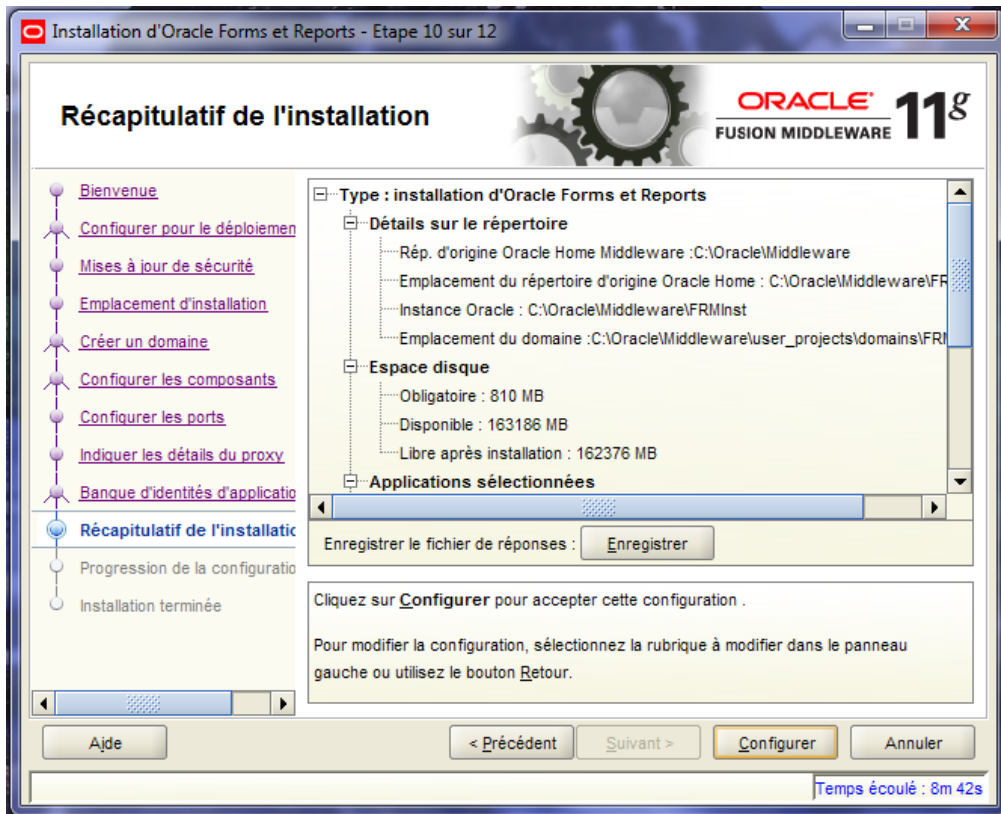 Installation d'Oracle Forms et Reports - Etape 10 sur 12
Récapitulatif de l'installation
ORACLE
FUSION MIDDLEWARE 11g
Bienvenue
Configurer pour le déploiemen
Mises à jour de sécurité
Emplacement d'installation
Créer un domaine
Configurer les composants
Configurer les ports
Indiquer les détails du proxy
Banque d'identités d'applicatio
Récapitulatif de l'installatic
Progression de la configuratio
Installation terminée
Type : installation d'Oracle Forms et Reports
Détails sur le répertoire
Rép. d'origine Oracle Home Middleware :C:\Oracle\Middleware
Emplacement du répertoire d'origine Oracle Home : C:\Oracle\Middleware\FR
Instance Oracle : C:\Oracle\Middleware\FRMInst
Emplacement du domaine :C:\Oracle\Middleware\user_projects\domains\FRM
Espace disque
Obligatoire : 810 MB
Disponible : 163186 MB
Libre après installation : 162376 MB
Applications sélectionnées
Enregistrer le fichier de réponses : Enregistrer
Cliquez sur Configurer pour accepter cette configuration .
Pour modifier la configuration, sélectionnez la rubrique à modifier dans le panneau
gauche ou utilisez le bouton Retour.
Aide
< Précédent
Suivant >
Configurer
Annuler
Temps écoulé : 8m 42s